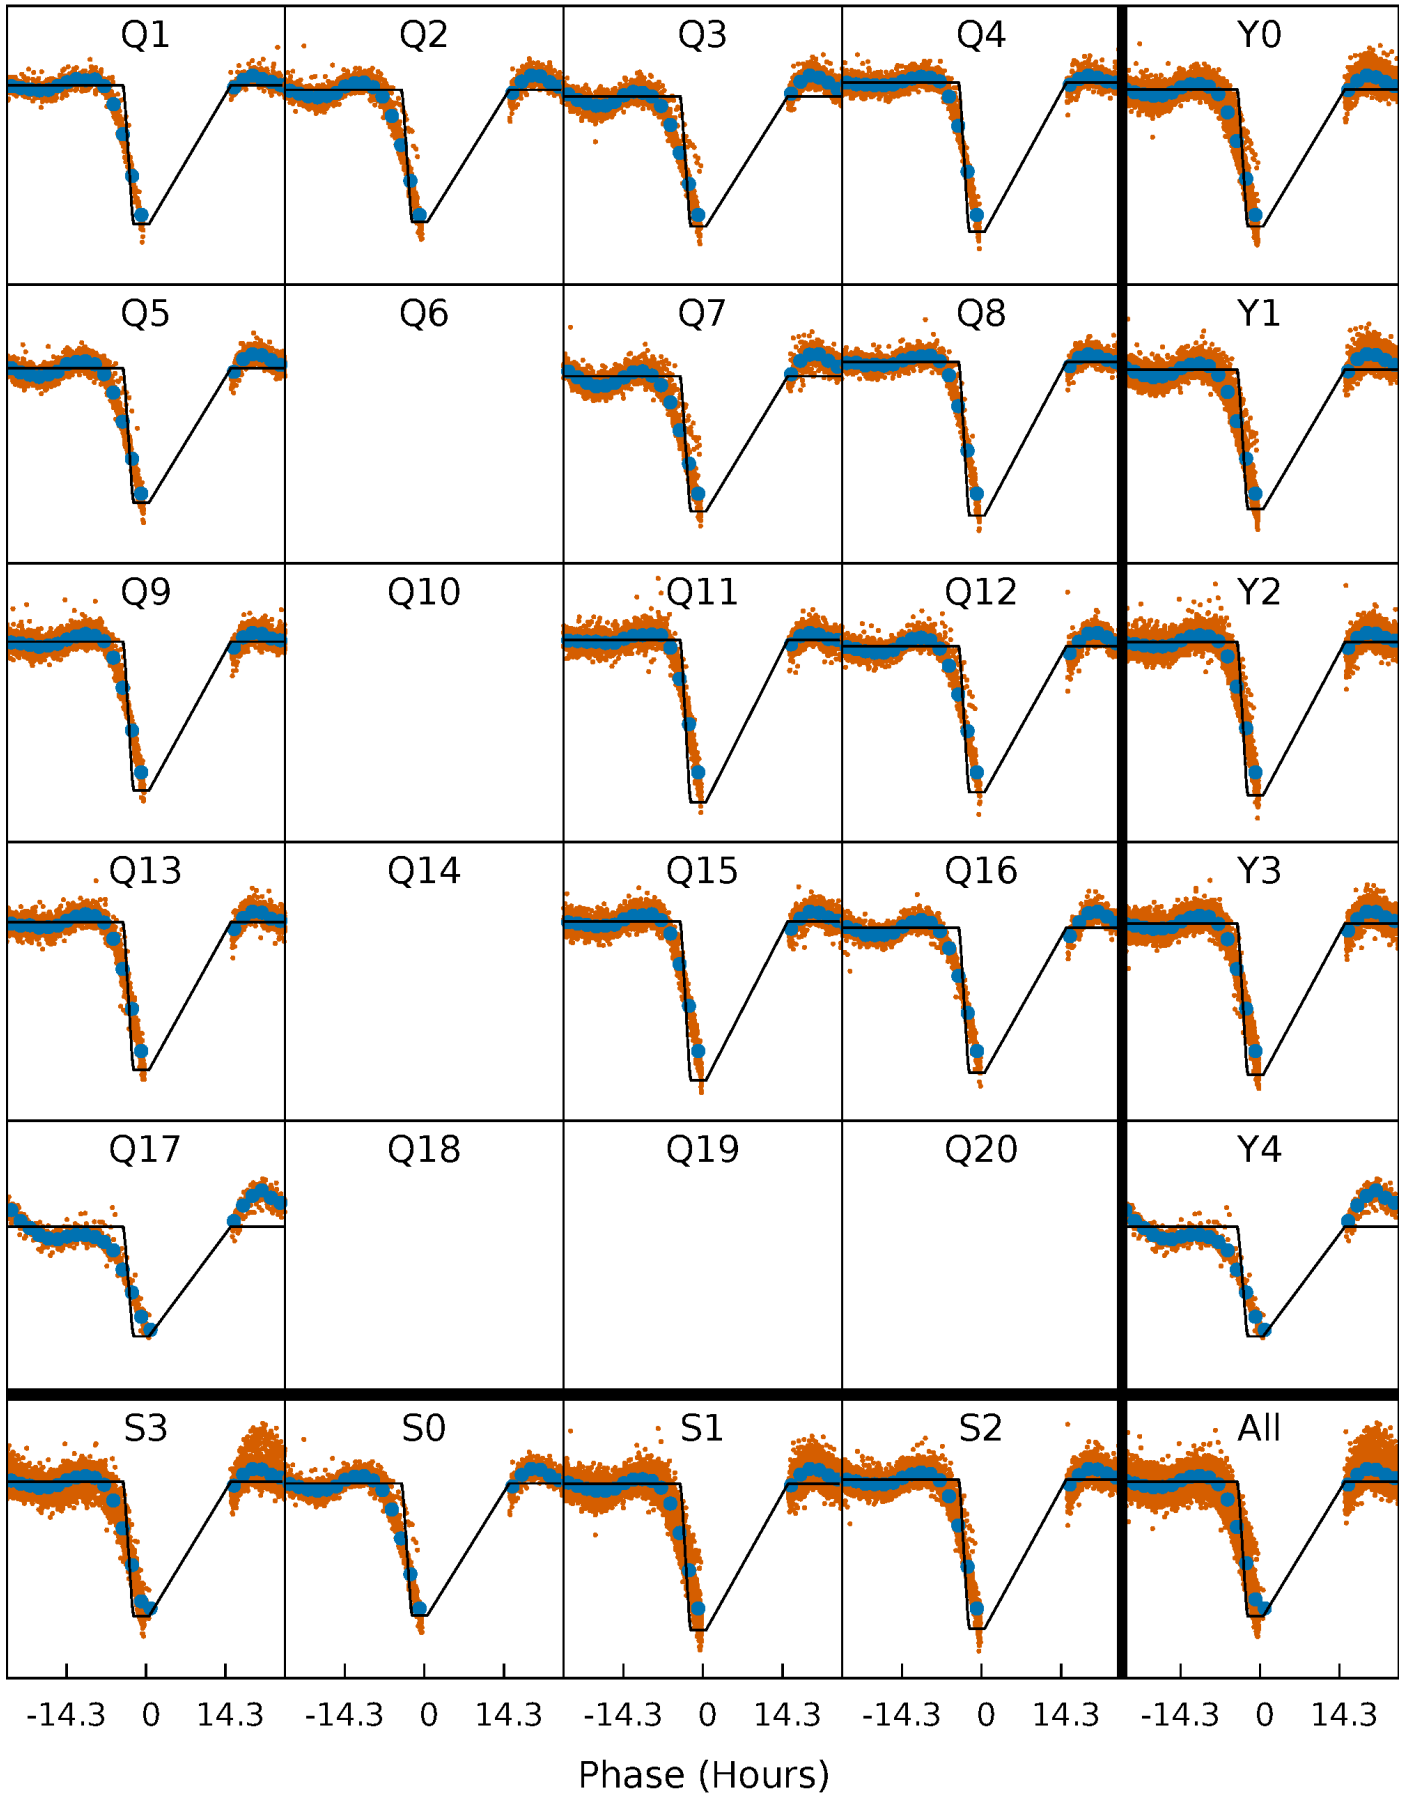 Q1 Q2 Q3 Q4 Y0
Q5 Q6 Q7 Q8 Y1
Q9 Q10 Q11 Q12 Y2
Q13 Q14 Q15 Q16 Y3
Q17 Q18 Q19 Q20 Y4
S3 S0 S1 S2 All
-14.3 0 14.3 -14.3 0 14.3 -14.3 0 14.3 -14.3 0 14.3 -14.3 0 14.3
Phase (Hours)